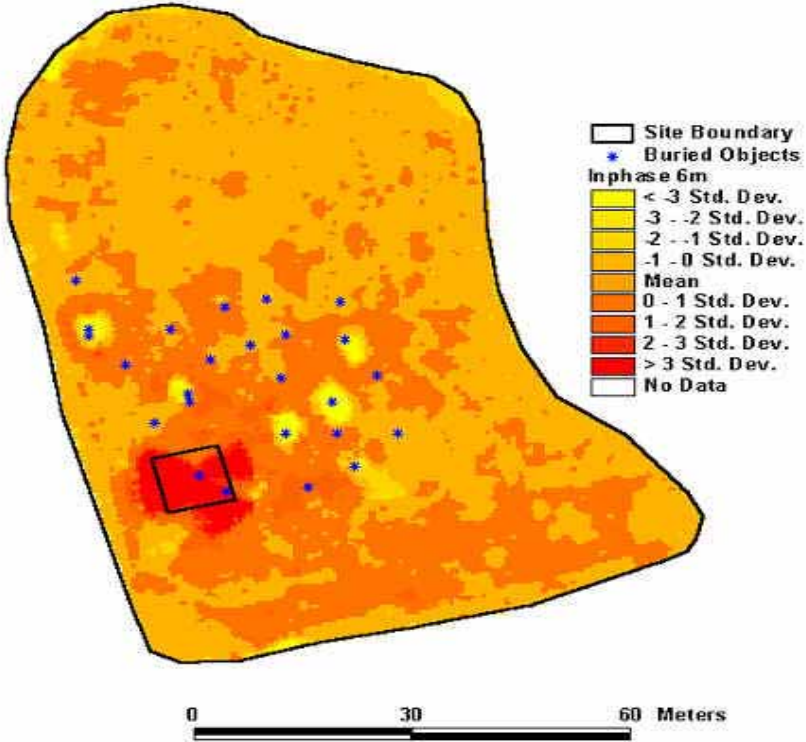 Site Boundary
Buried Objects
Inphase 6m
< -3 Std. Dev.
-3 - -2 Std. Dev.
-2 - -1 Std. Dev.
-1 - 0 Std. Dev.
Mean
0 - 1 Std. Dev.
1 - 2 Std. Dev.
2 - 3 Std. Dev.
> 3 Std. Dev.
No Data
0 30 60 Meters